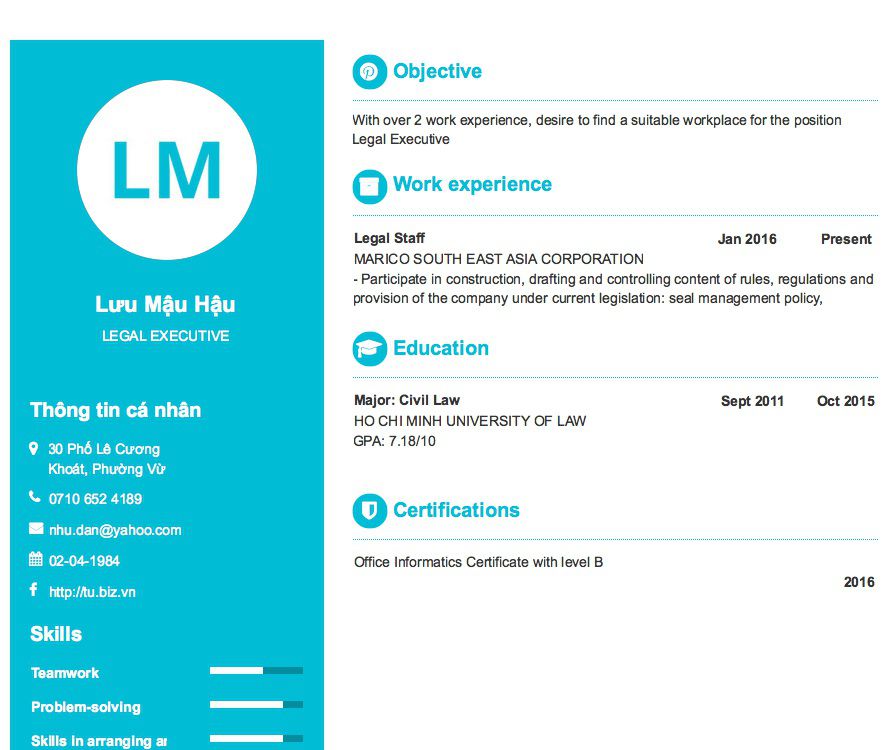 LM
Lưu Mậu Hậu
LEGAL EXECUTIVE
Thông tin cá nhân
30 Phố Lê Cương
Khoát, Phường Vừ
0710 652 4189
nhu.dan@yahoo.com
02-04-1984
http://tu.biz.vn
Skills
Teamwork
Problem-solving
Skills in arranging
Objective
With over 2 work experience, desire to find a suitable workplace for the position
Legal Executive
Work experience
Legal Staff Jan 2016 Present
MARICO SOUTH EAST ASIA CORPORATION
- Participate in construction, drafting and controlling content of rules, regulations and
provision of the company under current legislation: seal management policy,
Education
Major: Civil Law Sept 2011 Oct 2015
HO CHI MINH UNIVERSITY OF LAW
GPA: 7.18/10
Certifications
Office Informatics Certificate with level B
2016